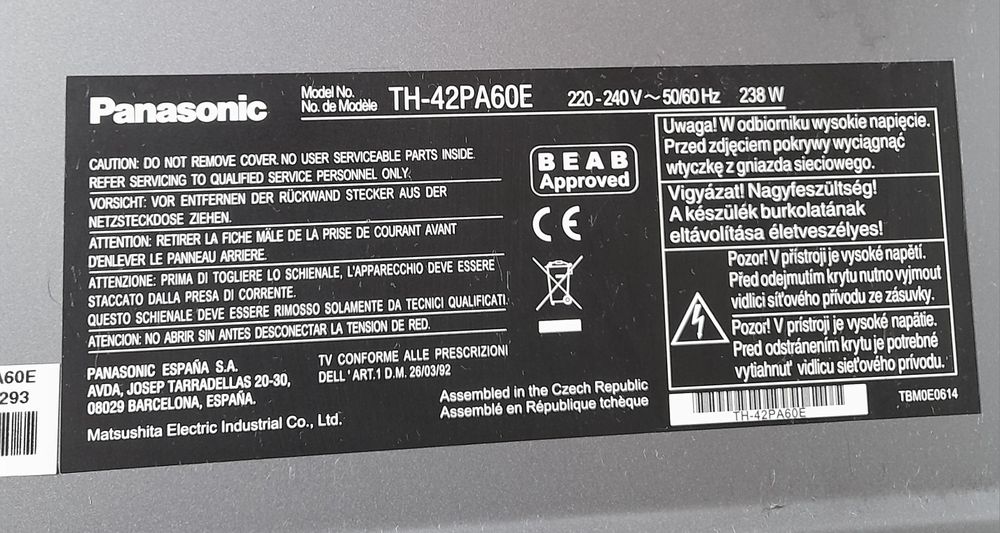 Panasonic
Model No.
No. de Modèle
TH-42PA60E
220-240V~50/60Hz 238 W
CAUTION: DO NOT REMOVE COVER. NO USER SERVICEABLE PARTS INSIDE.
REFER SERVICING TO QUALIFIED SERVICE PERSONNEL ONLY.
VORSICHT: VOR ENTFERNEN DER RÜCKWAND STECKER AUS DER
NETZSTECKDOSE ZIEHEN.
ATTENTION: RETIRER LA FICHE MÂLE DE LA PRISE DE COURANT AVANT
D'ENLEVER LE PANNEAU ARRIERE.
ATTENZIONE: PRIMA DI TOGLIERE LO SCHIENALE, L'APPARECCHIO DEVE ESSERE
STACCATO DALLA PRESA DI CORRENTE.
QUESTO SCHIENALE DEVE ESSERE RIMOSSO SOLAMENTE DA TECNICI QUALIFICATI.
ATENCION: NO ABRIR SIN ANTES DESCONECTAR LA TENSION DE RED.
PANASONIC ESPAÑA S.A.
AVDA, JOSEP TARRADELLAS 20-30,
08029 BARCELONA, ESPAÑA.
TV CONFORME ALLE PRESCRIZIONI
DELL'ART.1 D.M. 26/03/92
Matsushita Electric Industrial Co., Ltd.
BEAB
Approved
CE
Assembled in the Czech Republic
Assemblé en République tchèque
Uwaga! W odbiorniku wysokie napięcie.
Przed zdjęciem pokrywy wyciągnąć
wtyczkę z gniazda sieciowego.
Vigyázat! Nagyfeszültség!
A készülék burkolatának
eltávolítása életveszélyes!
Pozor! V přístroji je vysoké napětí.
Před odejmutím krytu nutno vyjmout
vidlici síťového přívodu ze zásuvky.
Pozor! V prístroji je vysoké napätie.
Pred odstránením krytu je potrebné
vytiahnuť vidlicu sieťového prívodu.
TH-42PA60E
TBM0E0614
A60E
293